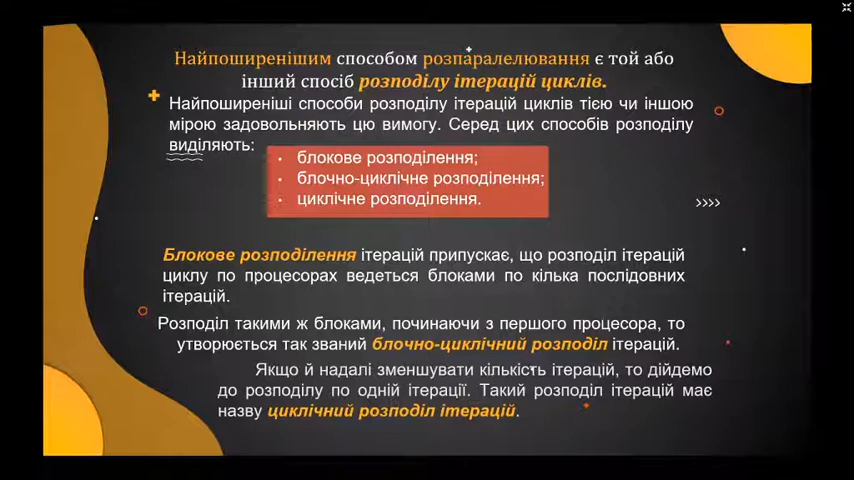 Найпоширенішим способом розпаралелювання є той або
інший спосіб розподілу ітерацій циклів.
Найпоширеніші способи розподілу ітерацій циклів тією чи іншою
мірою задовольняють цю вимогу. Серед цих способів розподілу
виділяють:
• блокове розподілення;
• блочно-циклічне розподілення;
• циклічне розподілення.
Блокове розподілення ітерацій припускає, що розподіл ітерацій
циклу по процесорах ведеться блоками по кілька послідовних
ітерацій.
Розподіл такими ж блоками, починаючи з першого процесора, то
утворюється так званий блочно-циклічний розподіл ітерацій.
Якщо й надалі зменшувати кількість ітерацій, то дійдемо
до розподілу по одній ітерації. Такий розподіл ітерацій має
назву циклічний розподіл ітерацій.